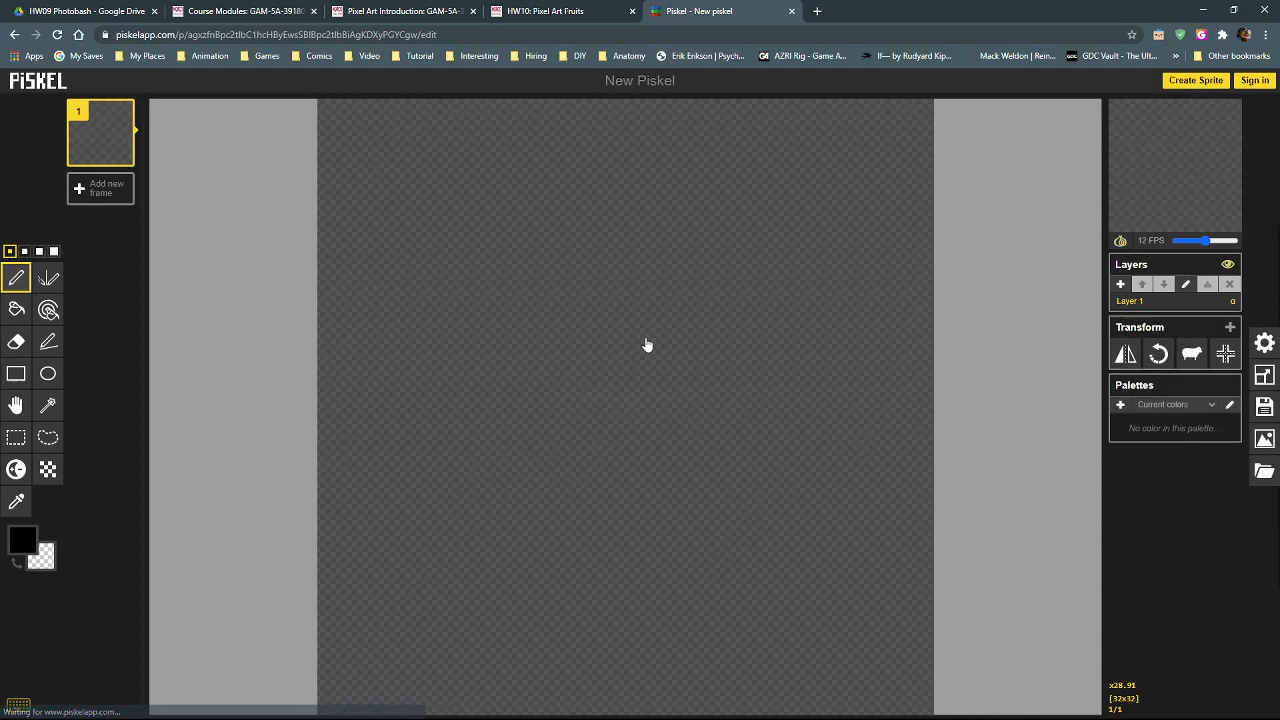 HW09 Photobash - Google Drive
Course Modules: GAM-5A-39180
Pixel Art Introduction: GAM-5A-3
HW10: Pixel Art Fruits
Piskel - New piskel
piskelapp.com/p/agxzfnBpc2tlbC1hcHByEwsSBlBpc2tlbBiAgKDxyPGYCgw/edit
Apps
My Saves
My Places
Animation
Games
Comics
Video
Tutorial
Interesting
Hiring
DIY
Anatomy
Erik Erikson | Psych...
AZRI Rig - Game A...
If— by Rudyard Kip...
Mack Weldon | Rein...
GDC Vault - The Ult...
»
Other bookmarks
PiSKEL
New Piskel
Create Sprite
Sign in
1
Add new
frame
12 FPS
Layers
Layer 1
α
Transform
Palettes
Current colors
No color in this palette...
x28.91
[32x32]
1/1
Waiting for www.piskelapp.com...